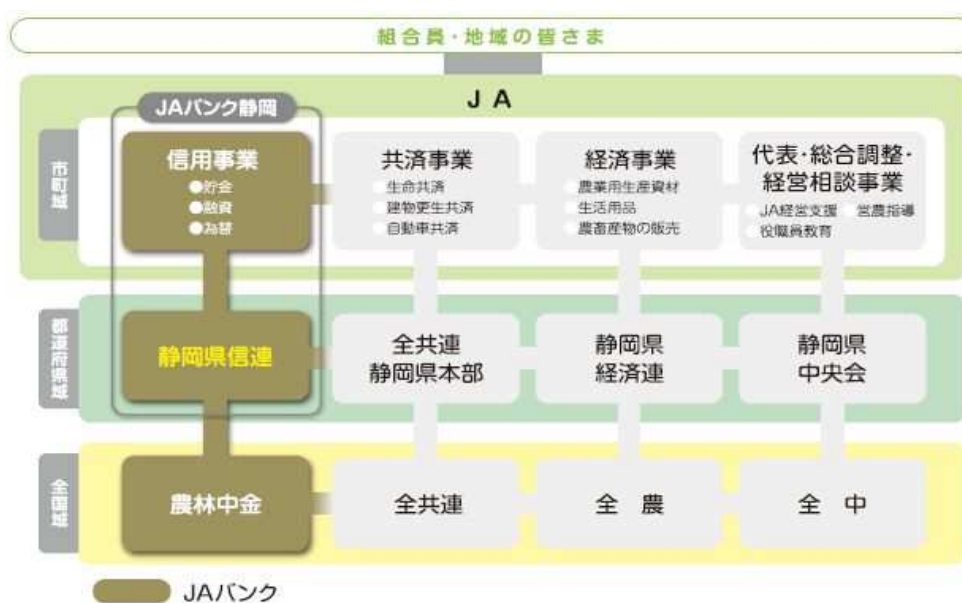 組合員・地域の皆さま
JA
JAバンク静岡
市町域
信用事業
●貯金
●融資
●為替
共済事業
●生命共済
●建物更生共済
●自動車共済
経済事業
●農業用生産資材
●生活用品
●農畜産物の販売
代表・総合調整・
経営相談事業
●JA経営支援 ●営農指導
●役職員教育
都道府県域
静岡県信連
全共連
静岡県本部
静岡県
経済連
静岡県
中央会
全国域
農林中金
全共連
全 農
全 中
JAバンク